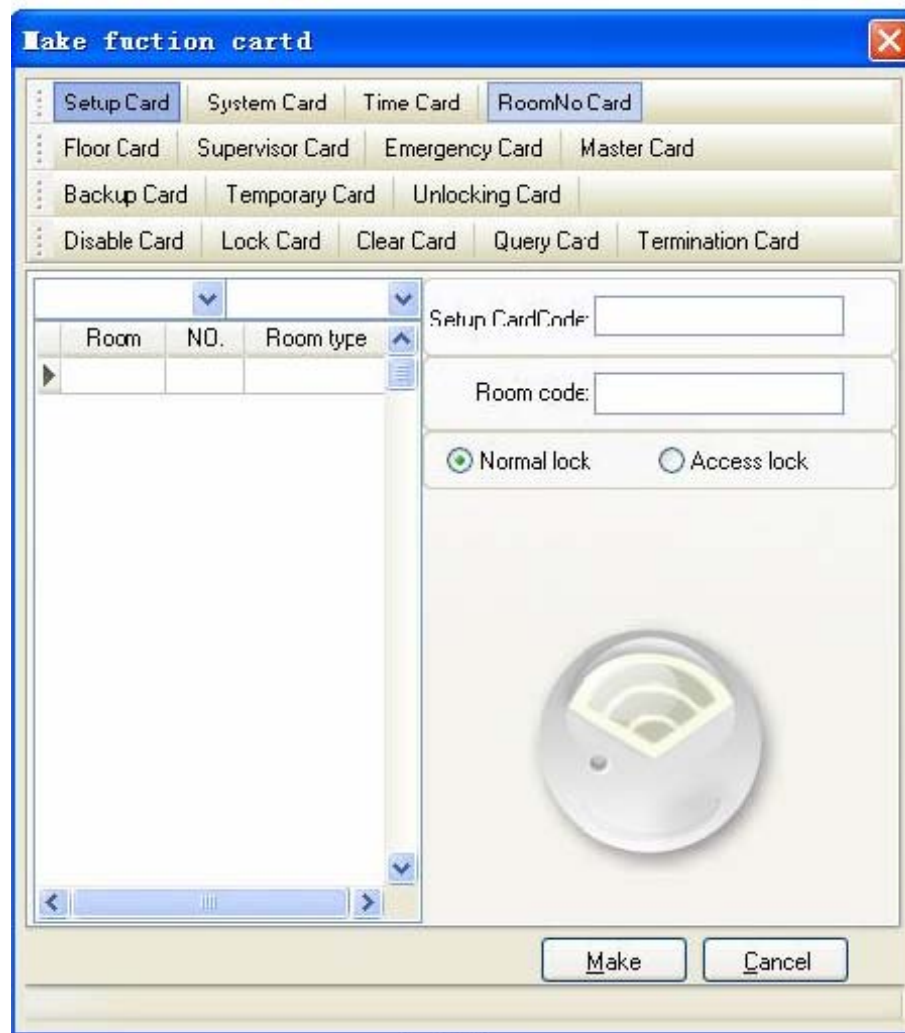 Make fuction cartd
Setup Card System Card Time Card RoomNo Card
Floor Card Supervisor Card Emergency Card Master Card
Backup Card Temporary Card Unlocking Card
Disable Card Lock Card Clear Card Query Card Termination Card
Setup CardCode:
Room NO. Room type
Room code:
Normal lock Access lock
Make Cancel